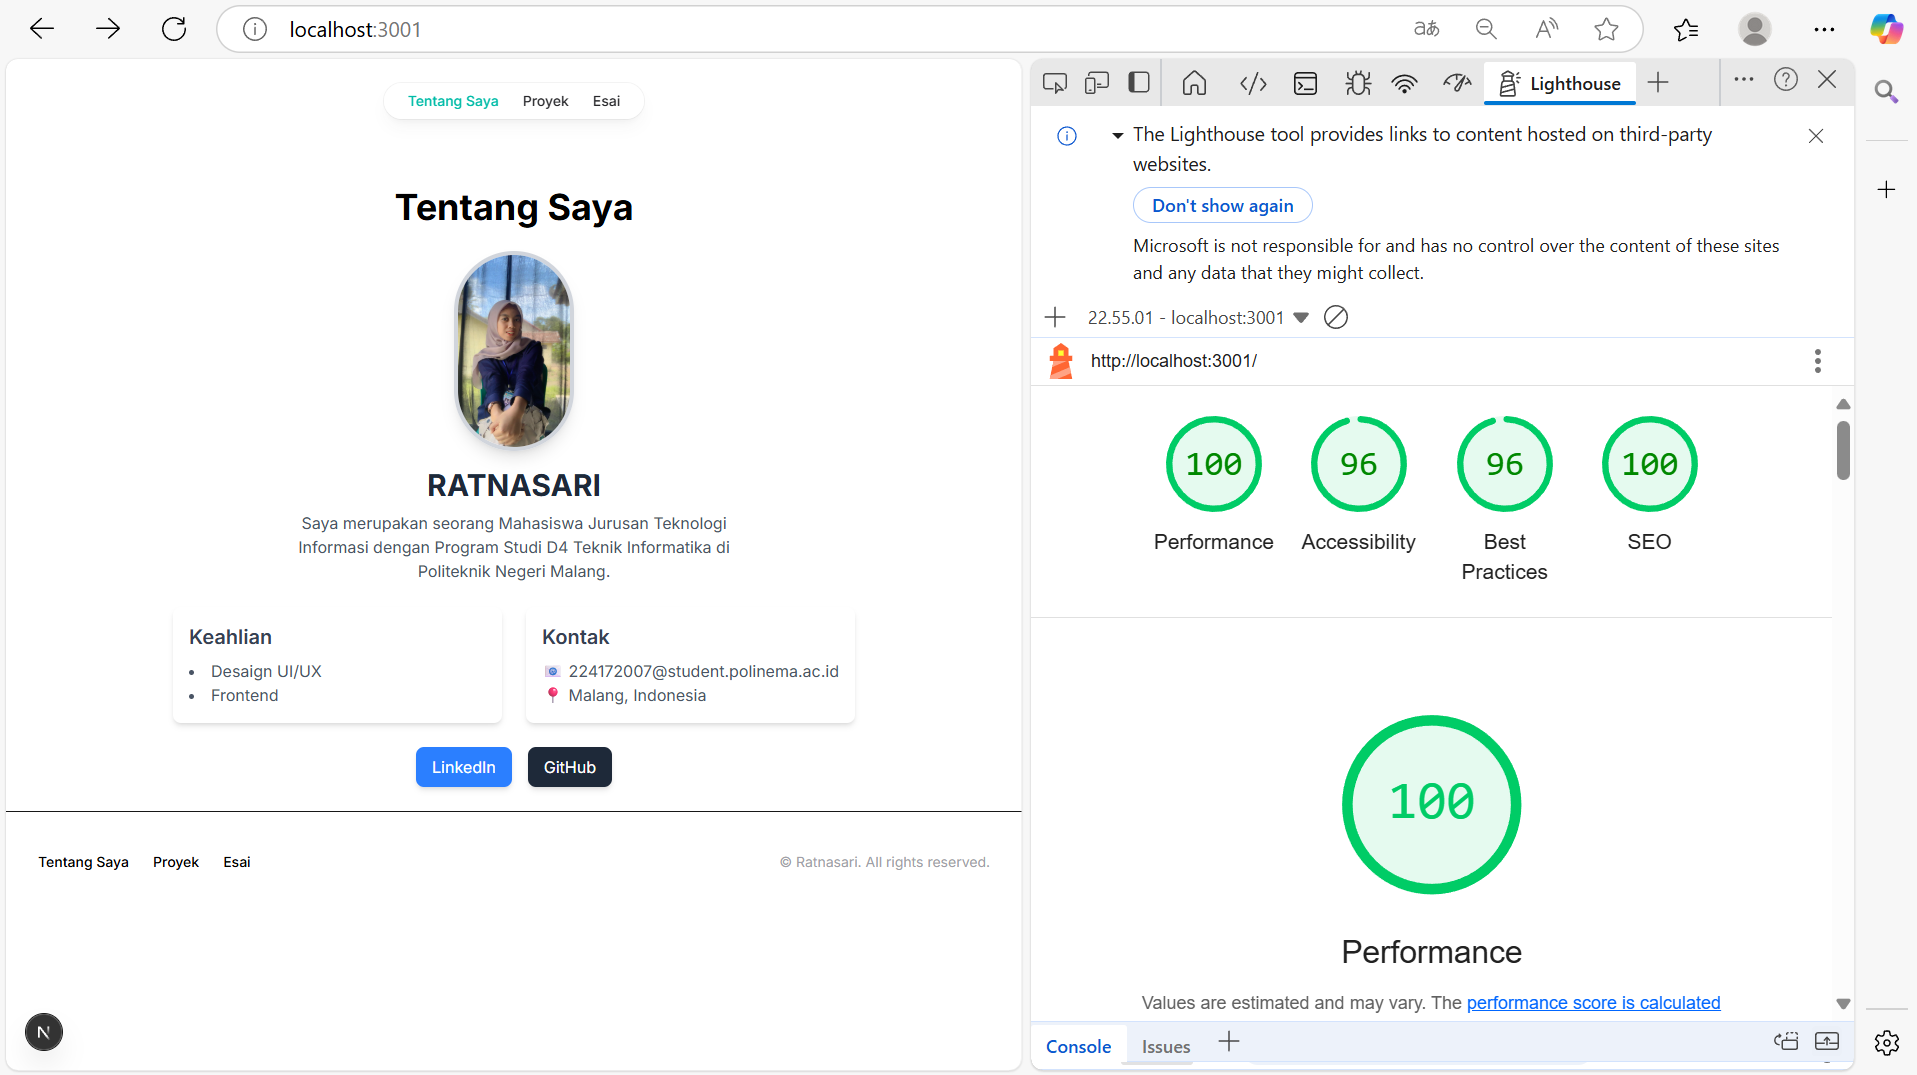 localhost:3001
Tentang Saya Proyek Esai
Tentang Saya
RATNASARI
Saya merupakan seorang Mahasiswa Jurusan Teknologi
Informasi dengan Program Studi D4 Teknik Informatika di
Politeknik Negeri Malang.
Keahlian
Desaign UI/UX
Frontend
Kontak
224172007@student.polinema.ac.id
Malang, Indonesia
LinkedIn GitHub
Tentang Saya Proyek Esai
© Ratnasari. All rights reserved.
N
Lighthouse
The Lighthouse tool provides links to content hosted on third-party
websites.
Don't show again
Microsoft is not responsible for and has no control over the content of these sites
and any data that they might collect.
22.55.01 - localhost:3001
http://localhost:3001/
100 96 96 100
Performance Accessibility Best SEO
Practices
100
Performance
Values are estimated and may vary. The performance score is calculated
Console Issues